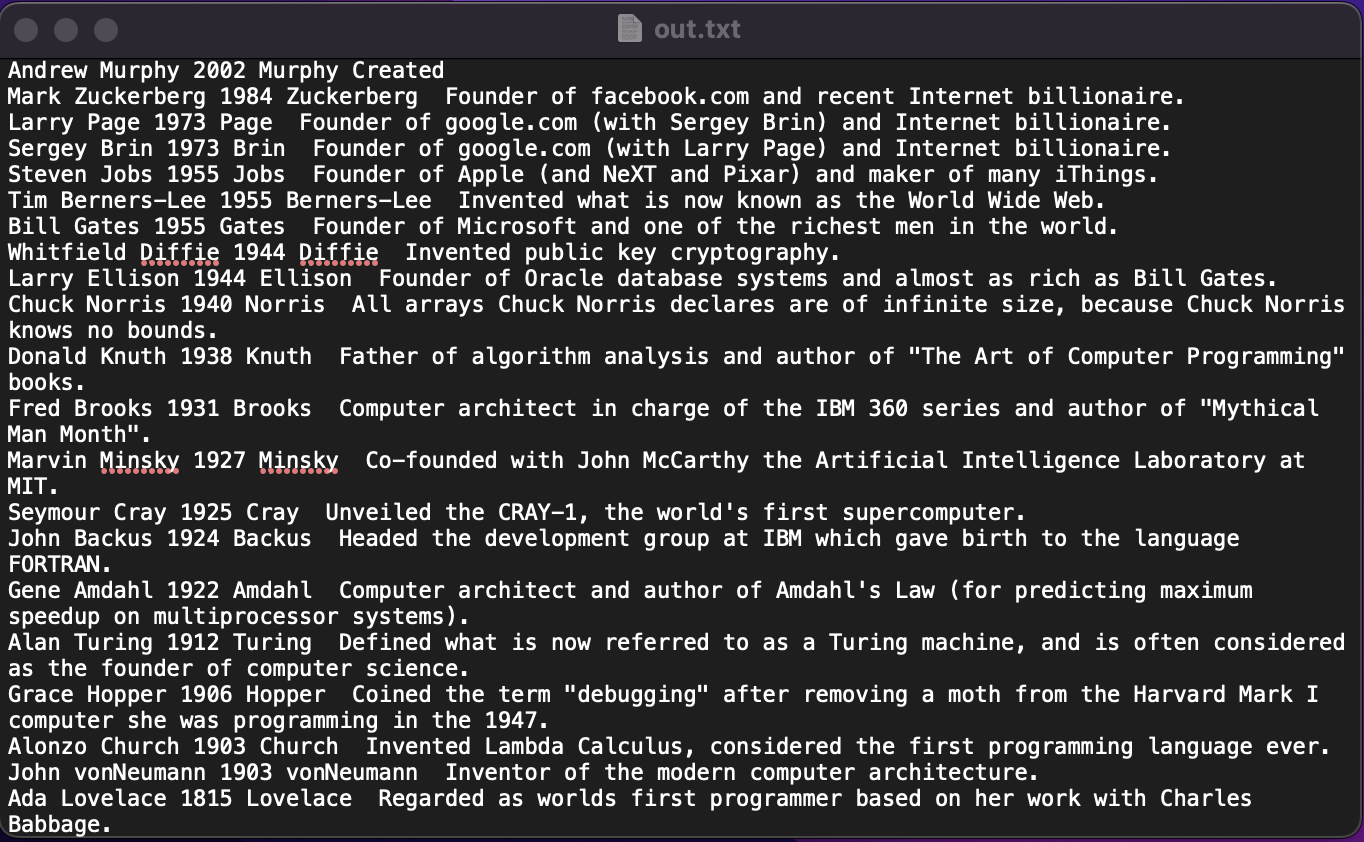 out.txt
Andrew Murphy 2002 Murphy Created
Mark Zuckerberg 1984 Zuckerberg  Founder of facebook.com and recent Internet billionaire.
Larry Page 1973 Page  Founder of google.com (with Sergey Brin) and Internet billionaire.
Sergey Brin 1973 Brin  Founder of google.com (with Larry Page) and Internet billionaire.
Steven Jobs 1955 Jobs  Founder of Apple (and NeXT and Pixar) and maker of many iThings.
Tim Berners-Lee 1955 Berners-Lee  Invented what is now known as the World Wide Web.
Bill Gates 1955 Gates  Founder of Microsoft and one of the richest men in the world.
Whitfield Diffie 1944 Diffie  Invented public key cryptography.
Larry Ellison 1944 Ellison  Founder of Oracle database systems and almost as rich as Bill Gates.
Chuck Norris 1940 Norris  All arrays Chuck Norris declares are of infinite size, because Chuck Norris
knows no bounds.
Donald Knuth 1938 Knuth  Father of algorithm analysis and author of "The Art of Computer Programming"
books.
Fred Brooks 1931 Brooks  Computer architect in charge of the IBM 360 series and author of "Mythical
Man Month".
Marvin Minsky 1927 Minsky  Co-founded with John McCarthy the Artificial Intelligence Laboratory at
MIT.
Seymour Cray 1925 Cray  Unveiled the CRAY-1, the world's first supercomputer.
John Backus 1924 Backus  Headed the development group at IBM which gave birth to the language
FORTRAN.
Gene Amdahl 1922 Amdahl  Computer architect and author of Amdahl's Law (for predicting maximum
speedup on multiprocessor systems).
Alan Turing 1912 Turing  Defined what is now referred to as a Turing machine, and is often considered
as the founder of computer science.
Grace Hopper 1906 Hopper  Coined the term "debugging" after removing a moth from the Harvard Mark I
computer she was programming in the 1947.
Alonzo Church 1903 Church  Invented Lambda Calculus, considered the first programming language ever.
John vonNeumann 1903 vonNeumann  Inventor of the modern computer architecture.
Ada Lovelace 1815 Lovelace  Regarded as worlds first programmer based on her work with Charles
Babbage.